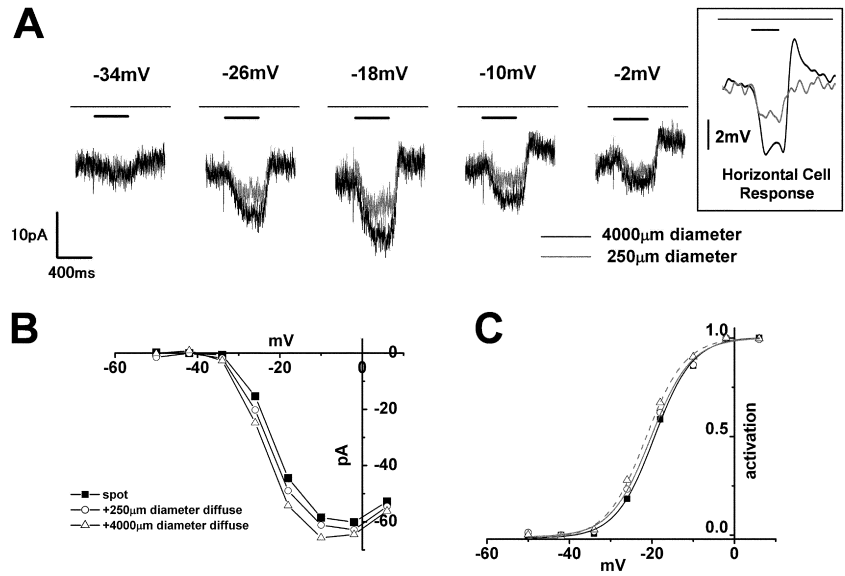 A
-34mV
-26mV
-18mV
-10mV
-2mV
2mV
Horizontal Cell
Response
10pA
400ms
4000μm diameter
250μm diameter
B
mV
-60
-40
-20
0
0
-20
-40
-60
pA
spot
+250μm diameter diffuse
+4000μm diameter diffuse
C
1.0
0.5
0.0
activation
-60
-40
-20
0
mV